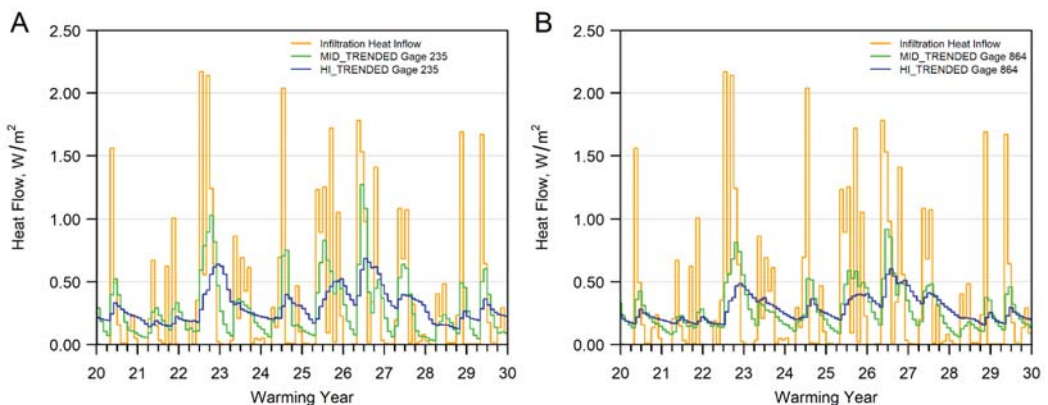 A
2.50
2.00
1.50
1.00
0.50
0.00
Heat Flow, W/m²
Infiltration Heat Inflow
MID_TRENDED Gage 235
HI_TRENDED Gage 235
20 21 22 23 24 25 26 27 28 29 30
Warming Year
B
2.50
2.00
1.50
1.00
0.50
0.00
Heat Flow, W/m²
Infiltration Heat Inflow
MID_TRENDED Gage 864
HI_TRENDED Gage 864
20 21 22 23 24 25 26 27 28 29 30
Warming Year